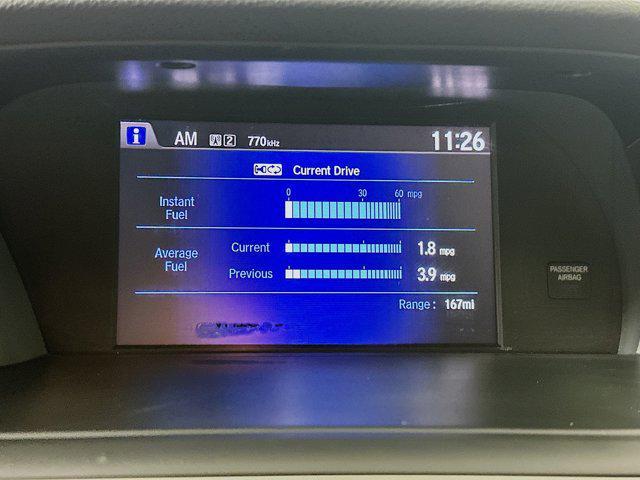 i AM 2 770kHz 11:26
Current Drive
0 30 60 mpg
Instant
Fuel
Average
Fuel
Current 1.8 mpg
Previous 3.9 mpg
Range : 167mi
PASSENGER
AIRBAG